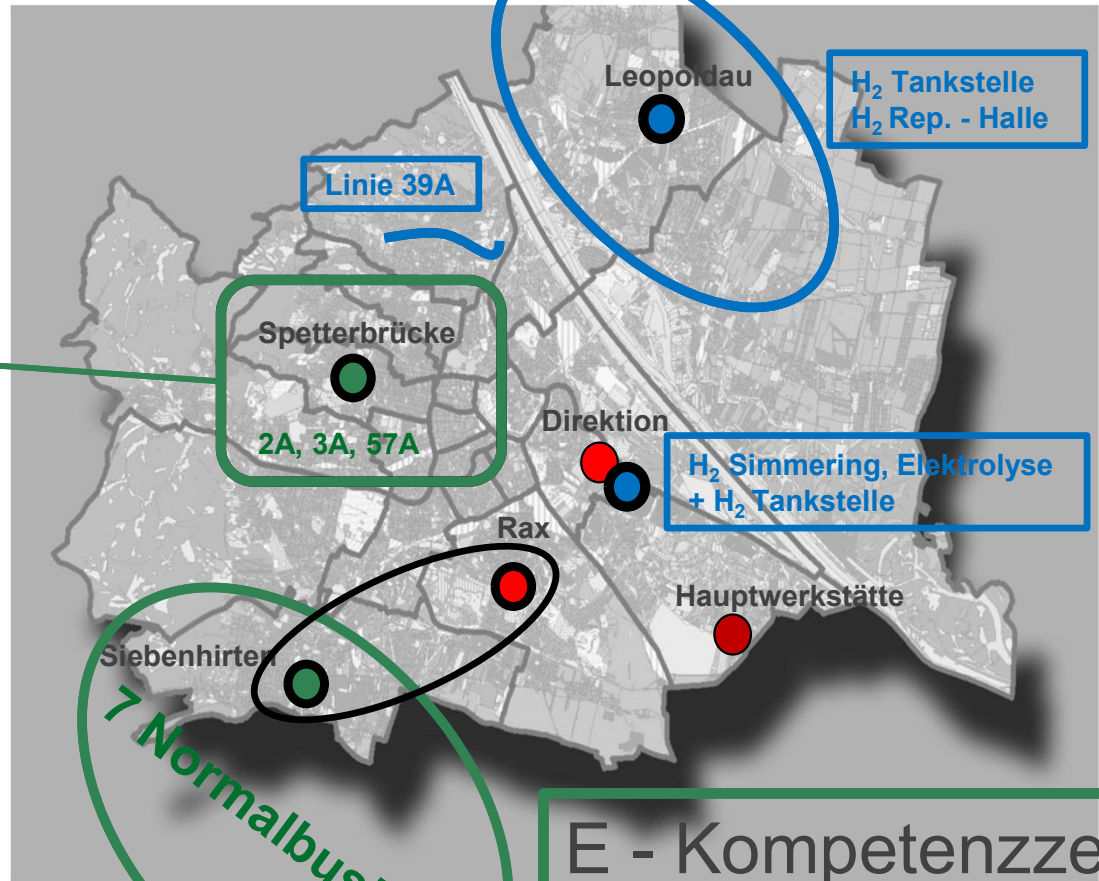 Leopoldau
H₂ Tankstelle
H₂ Rep. - Halle
Linie 39A
Spetterbrücke
2A, 3A, 57A
Direktion
H₂ Simmering, Elektrolyse
+ H₂ Tankstelle
Rax
Hauptwerkstätte
Siebenhirten
7 Normalbus
E - Kompetenzze